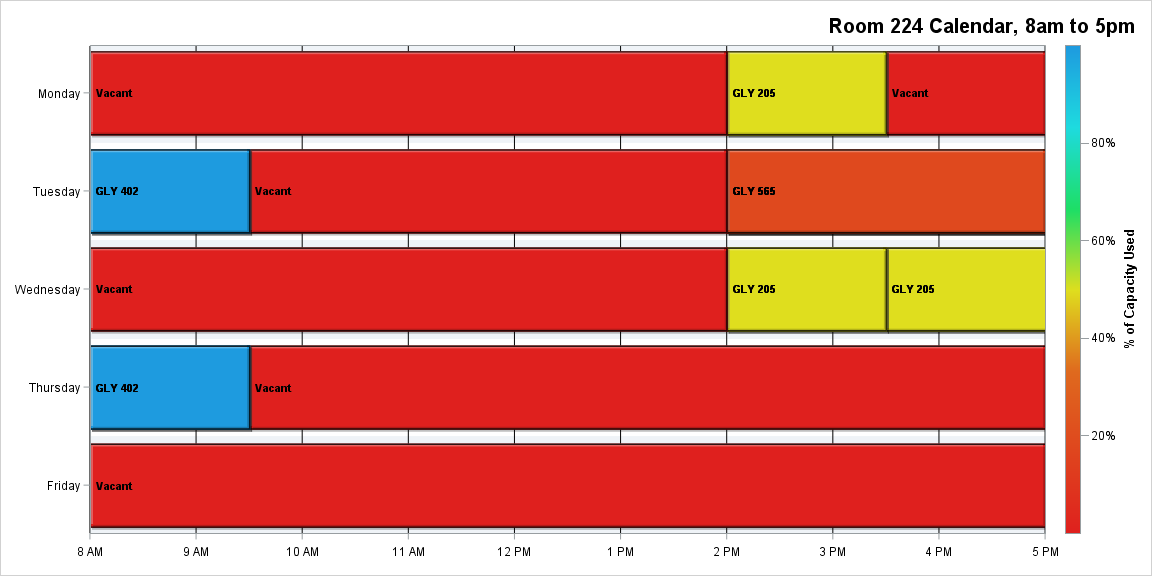 Room 224 Calendar, 8am to 5pm
Monday
Vacant
GLY 205
Vacant
Tuesday
GLY 402
Vacant
GLY 565
Wednesday
Vacant
GLY 205
GLY 205
Thursday
GLY 402
Vacant
Friday
Vacant
8 AM
9 AM
10 AM
11 AM
12 PM
1 PM
2 PM
3 PM
4 PM
5 PM
80%
60%
40%
20%
% of Capacity Used